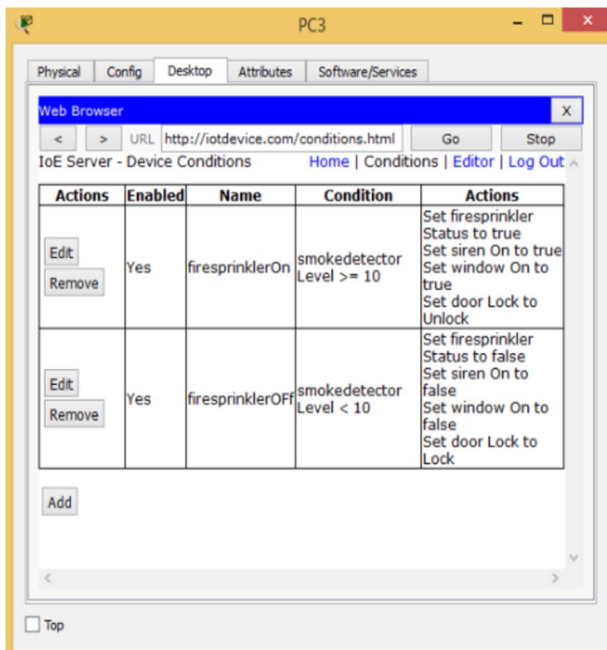 PC3
Physical Config Desktop Attributes Software/Services
Web Browser X
< > URL http://iotdevice.com/conditions.html Go Stop
IoE Server - Device Conditions Home | Conditions | Editor | Log Out
Actions Enabled Name Condition Actions
Edit
Remove
Yes
firesprinklerOn
smokedetector
Level >= 10
Set firesprinkler
Status to true
Set siren On to true
Set window On to
true
Set door Lock to
Unlock
Edit
Remove
Yes
firesprinklerOFf
smokedetector
Level < 10
Set firesprinkler
Status to false
Set siren On to
false
Set window On to
false
Set door Lock to
Lock
Add
Top